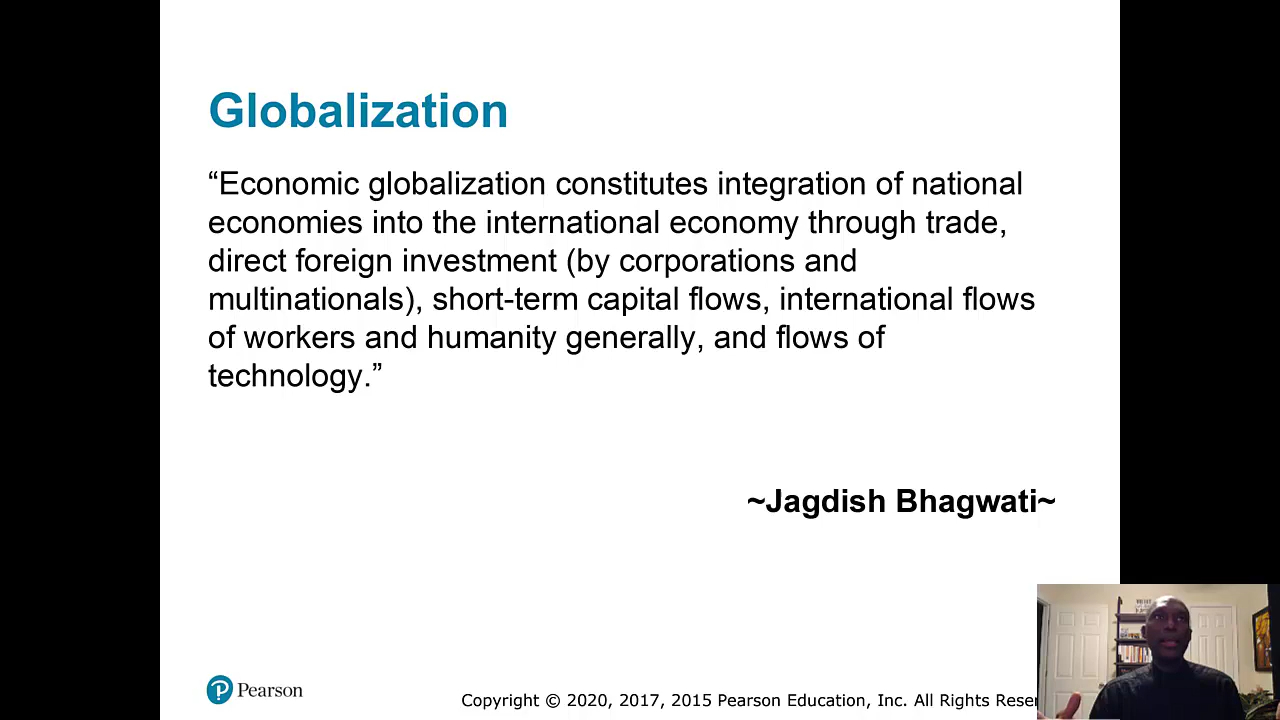 Globalization
“Economic globalization constitutes integration of national
economies into the international economy through trade,
direct foreign investment (by corporations and
multinationals), short-term capital flows, international flows
of workers and humanity generally, and flows of
technology.”
~Jagdish Bhagwati~
Pearson
Copyright © 2020, 2017, 2015 Pearson Education, Inc. All Rights